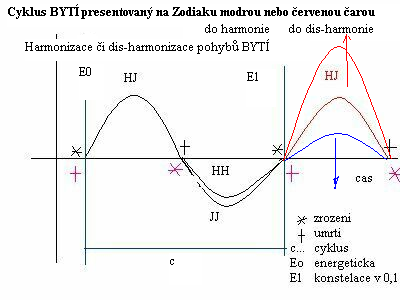 Cyklus BYTÍ presentovaný na Zodiaku modrou nebo červenou čarou
do harmonie do dis-harmonie
Harmonizace či dis-harmonizace pohybů BYTÍ
E0 HJ E1 HJ
HH
JJ
cas
c
zrozeni
umrti
c... cyklus
Eo energeticka
E1 konstelace v 0,1